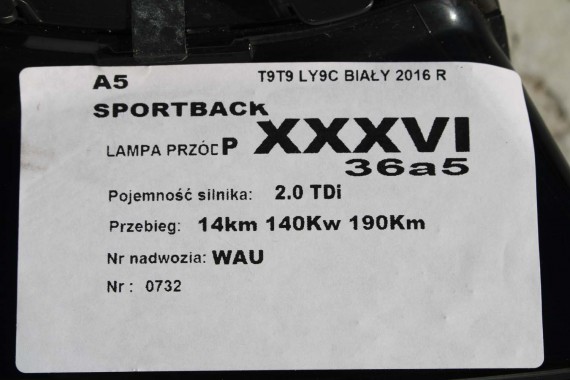 A5 T9T9 LY9C BIAŁY 2016 R
SPORTBACK
LAMPA PRZÓD P XXXVI
36a5
Pojemność silnika: 2.0 TDi
Przebieg: 14km 140Kw 190Km
Nr nadwozia: WAU
Nr : 0732